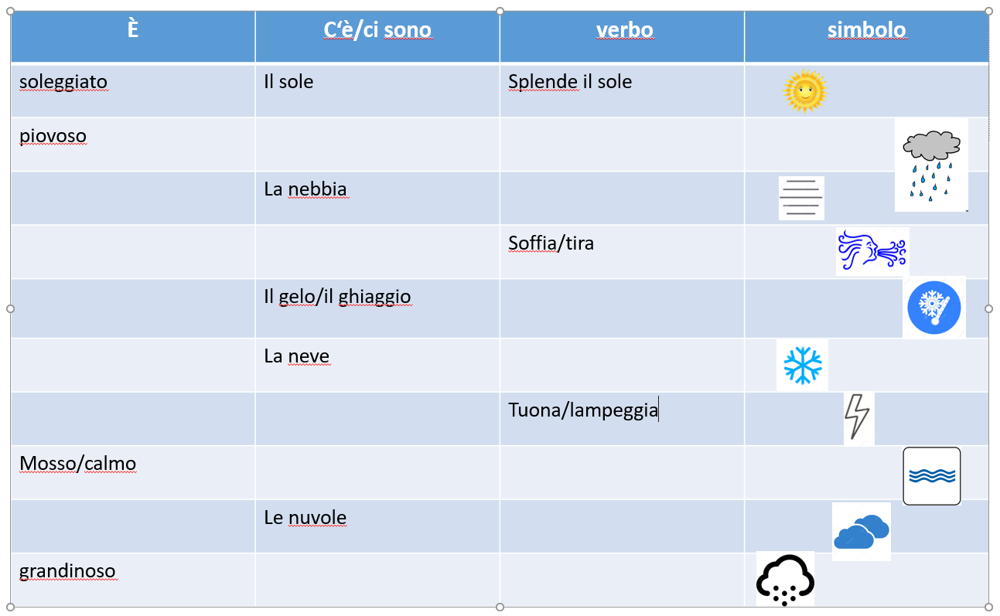 È C‘è/ci sono verbo simbolo
soleggiato Il sole Splende il sole
piovoso
La nebbia
Soffia/tira
Il gelo/il ghiaggio
La neve
Tuona/lampeggia
Mosso/calmo
Le nuvole
grandinoso